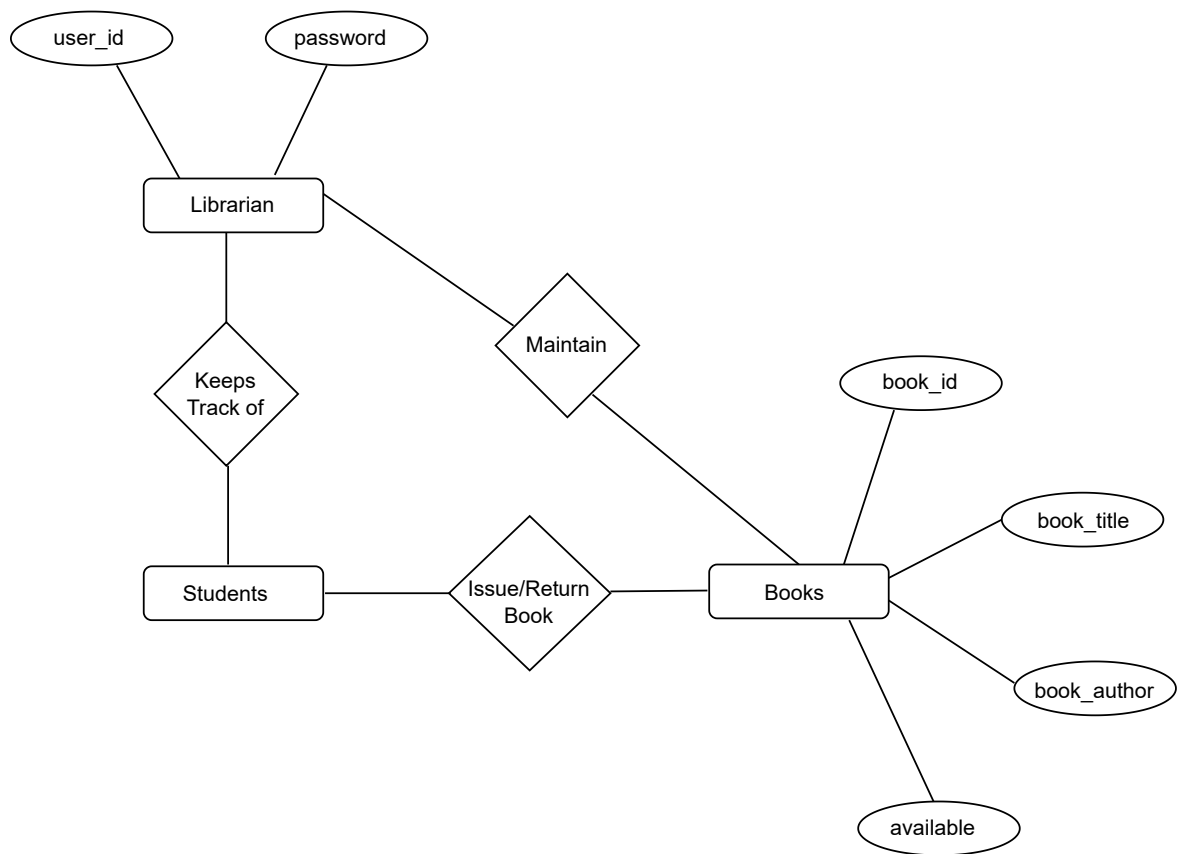 user_id
password
Librarian
Maintain
Keeps
Track of
book_id
book_title
Students
Issue/Return
Book
Books
book_author
available